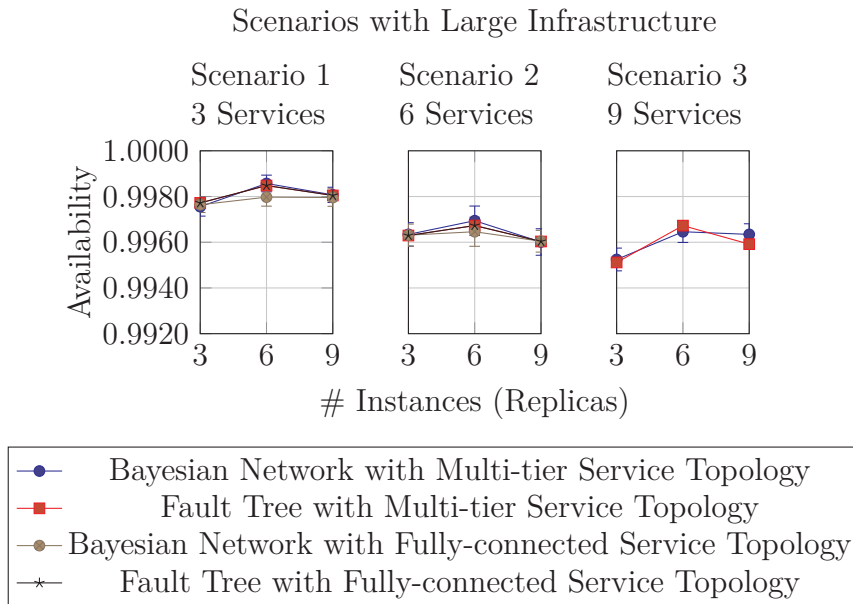 Scenarios with Large Infrastructure
Scenario 1
3 Services
Scenario 2
6 Services
Scenario 3
9 Services
Availability
1.0000
0.9980
0.9960
0.9940
0.9920
3 6 9
3 6 9
3 6 9
# Instances (Replicas)
Bayesian Network with Multi-tier Service Topology
Fault Tree with Multi-tier Service Topology
Bayesian Network with Fully-connected Service Topology
Fault Tree with Fully-connected Service Topology